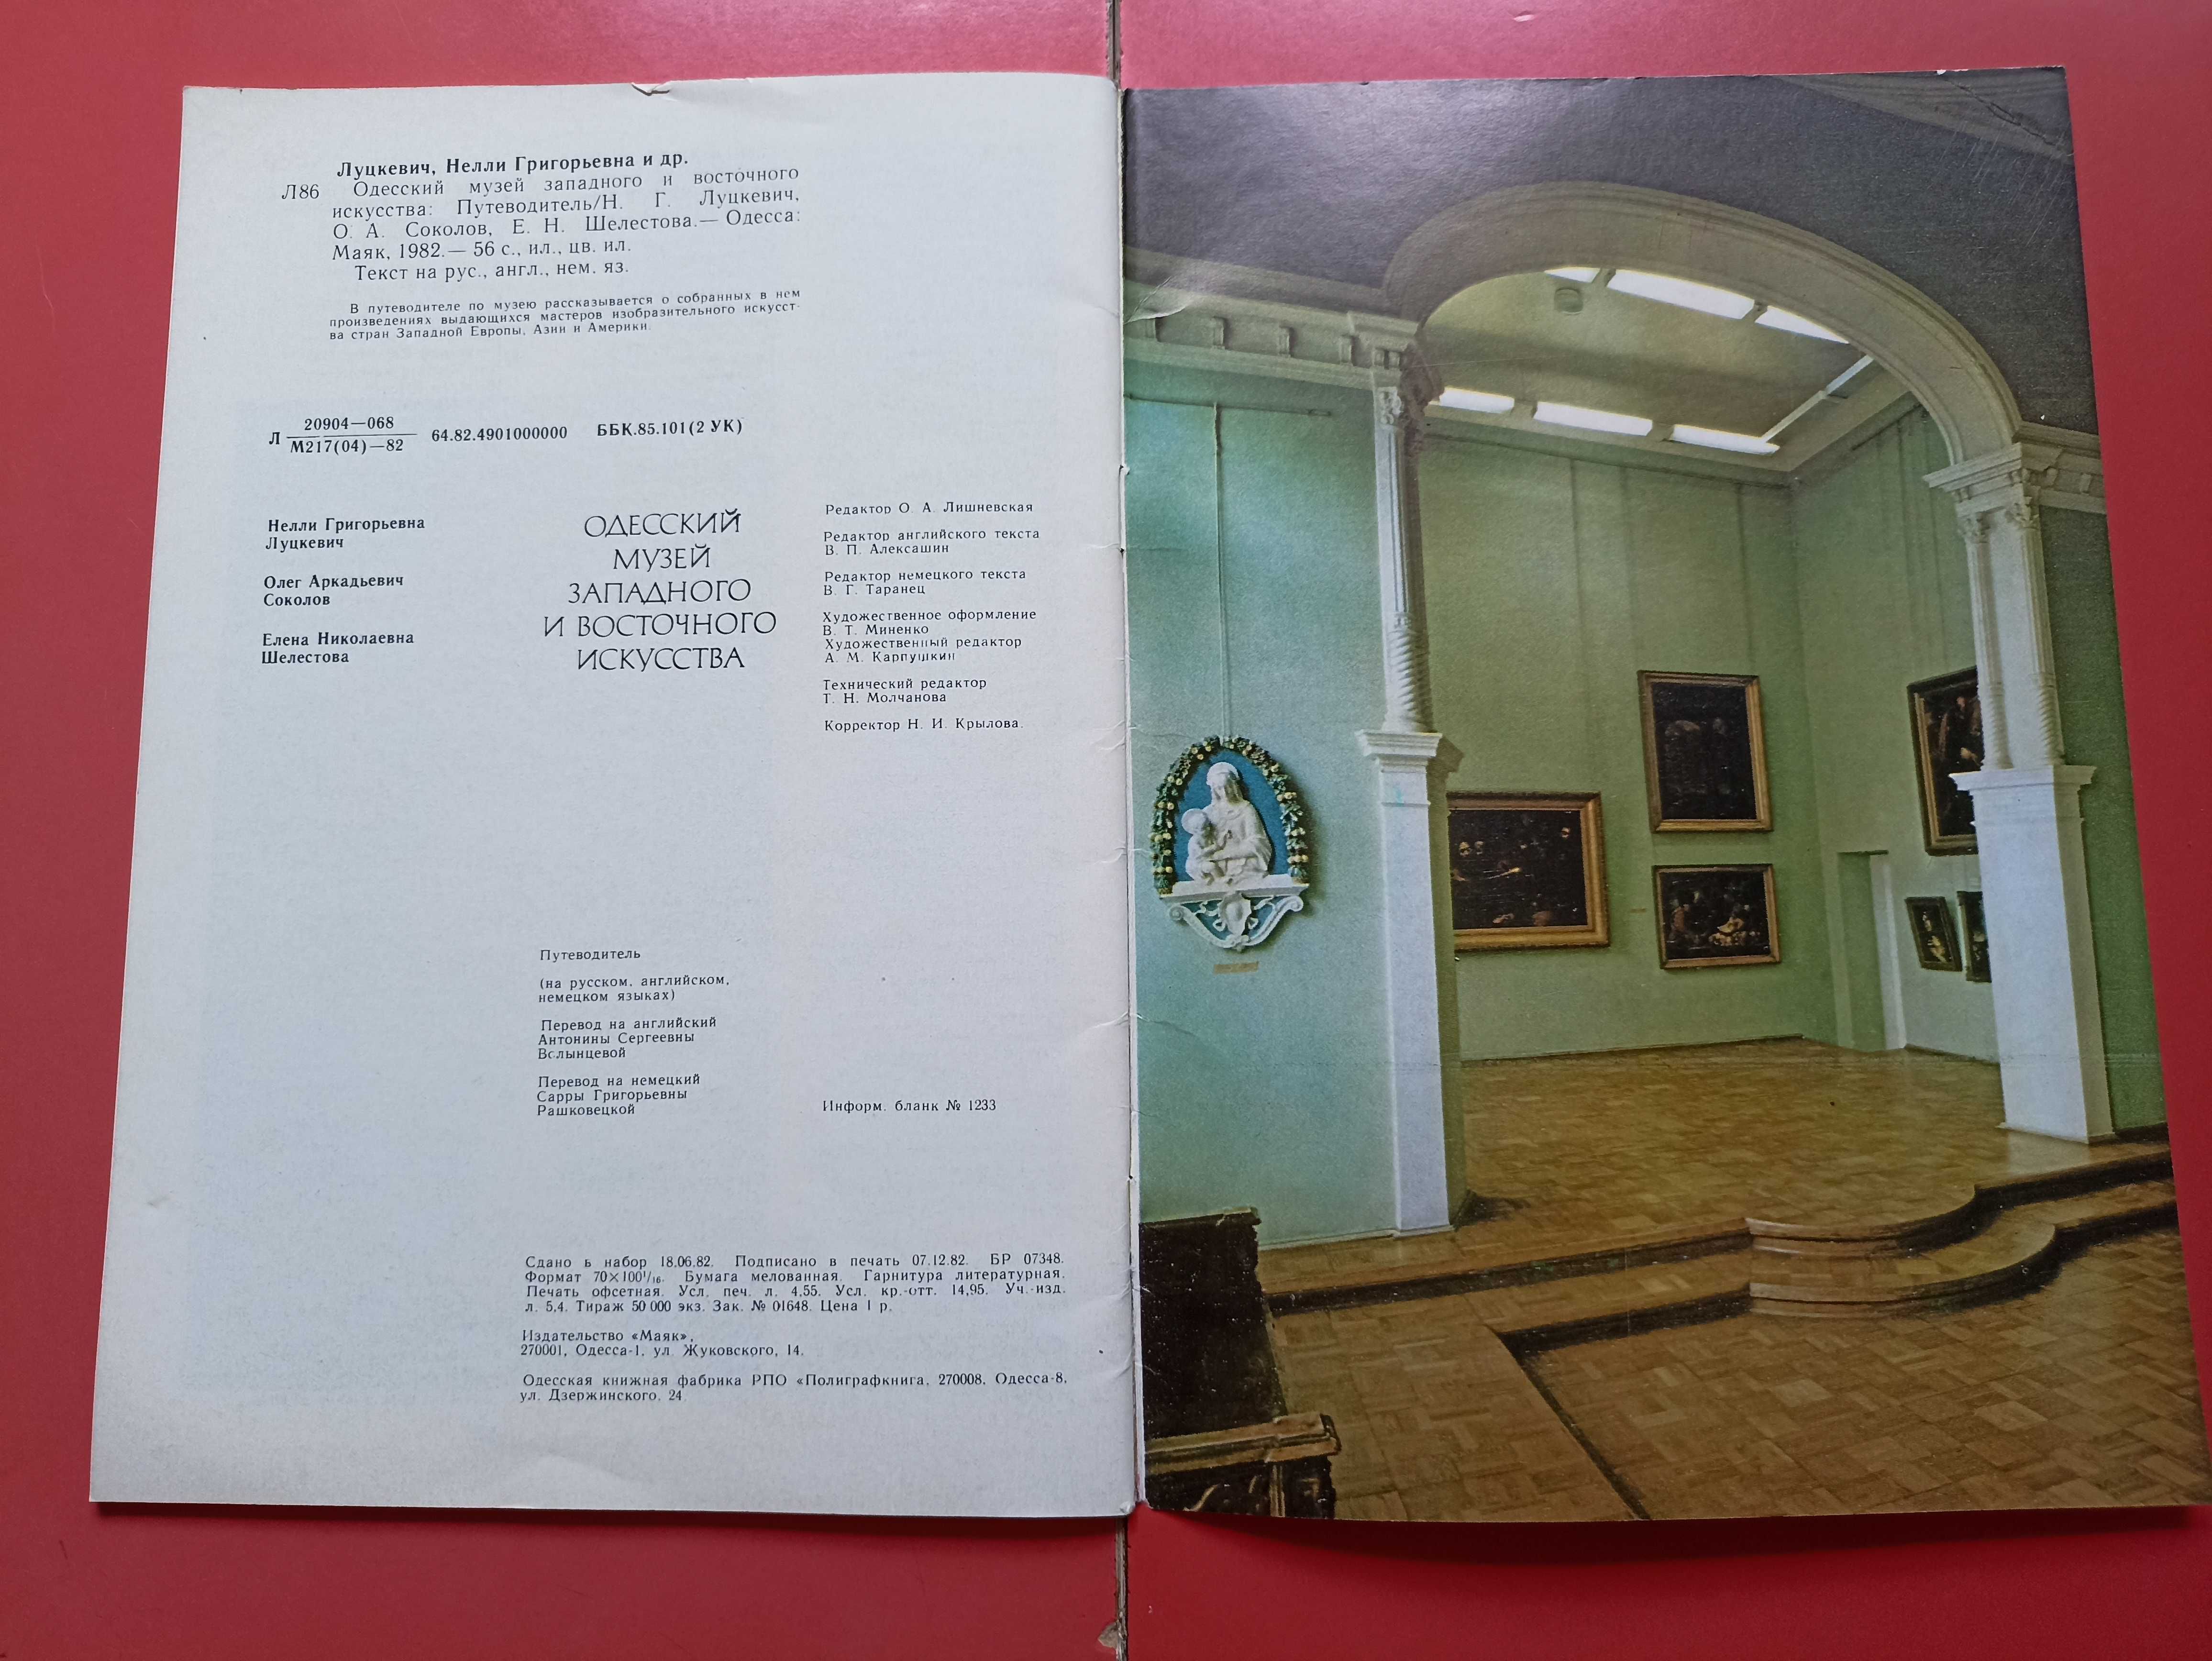 Луцкевич, Нелли Григорьевна и др.
Л86 Одесский музей западного и восточного
искусства: Путеводитель/Н. Г. Луцкевич,
О. А. Соколов, Е. Н. Шелестова.— Одесса:
Маяк, 1982.— 56 с., ил., цв. ил.
Текст на рус., англ., нем. яз.
В путеводителе по музею рассказывается о собранных в нем
произведениях выдающихся мастеров изобразительного искусст-
ва стран Западной Европы, Азии и Америки.
Л 20904—068
М217(04)—82
64.82.4901000000 ББК.85.101(2 УК)
Нелли Григорьевна
Луцкевич
Олег Аркадьевич
Соколов
Елена Николаевна
Шелестова
ОДЕССКИЙ
МУЗЕЙ
ЗАПАДНОГО
И ВОСТОЧНОГО
ИСКУССТВА
Редактор О. А. Лишневская
Редактор английского текста
В. П. Алексашин
Редактор немецкого текста
В. Г. Таранец
Художественное оформление
В. Т. Миненко
Художественный редактор
А. М. Карпушкин
Технический редактор
Т. Н. Молчанова
Корректор Н. И. Крылова.
Путеводитель
(на русском, английском,
немецком языках)
Перевод на английский
Антонины Сергеевны
Волынцевой
Перевод на немецкий
Сарры Григорьевны
Рашковецкой
Информ. бланк № 1233
Сдано в набор 18.06.82. Подписано в печать 07.12.82. БР 07348.
Формат 70×100¹/₁₆. Бумага мелованная. Гарнитура литературная.
Печать офсетная. Усл. печ. л. 4,55. Усл. кр.-отт. 14,95. Уч.-изд.
л. 5,4. Тираж 50 000 экз. Зак. № 01648. Цена 1 р.
Издательство «Маяк»,
270001, Одесса-1, ул. Жуковского, 14.
Одесская книжная фабрика РПО «Полиграфкнига, 270008, Одесса-8,
ул. Дзержинского, 24.